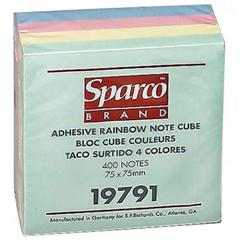 Sparco™
BRAND
ADHESIVE RAINBOW NOTE CUBE
BLOC CUBE COULEURS
TACO SURTIDO 4 COLORES
400 NOTES
75 x 75mm
19791
Manufactured in Germany for S.P. Richards Co., Atlanta, GA